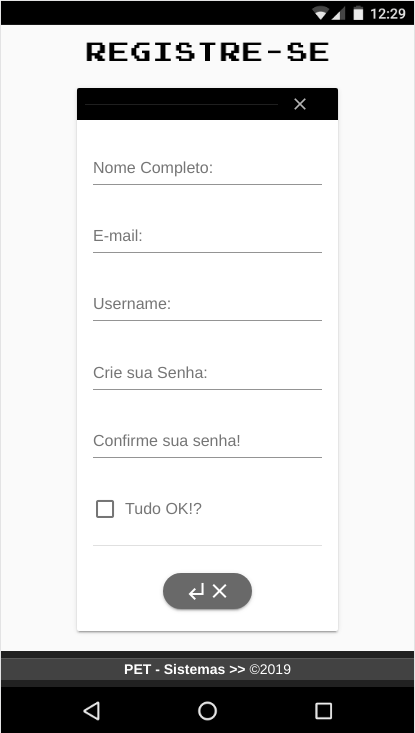 12:29
REGISTRE-SE
Nome Completo:
E-mail:
Username:
Crie sua Senha:
Confirme sua senha!
Tudo OK!?
PET - Sistemas >> ©2019